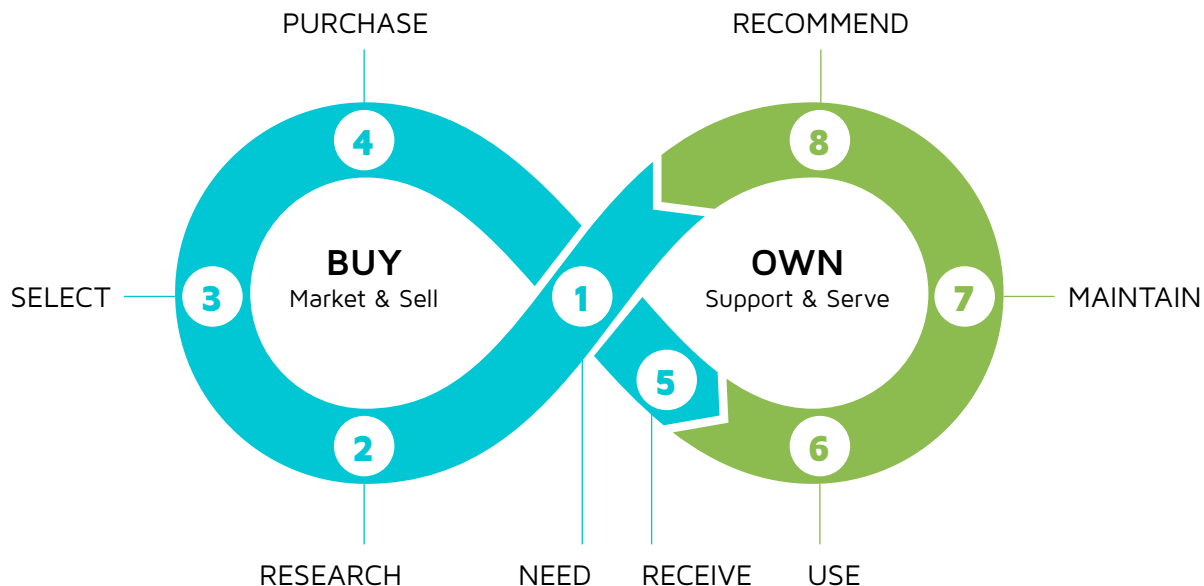 PURCHASE
RECOMMEND
4
8
BUY
Market & Sell
OWN
Support & Serve
SELECT
3
1
7
MAINTAIN
5
2
6
RESEARCH
NEED
RECEIVE
USE